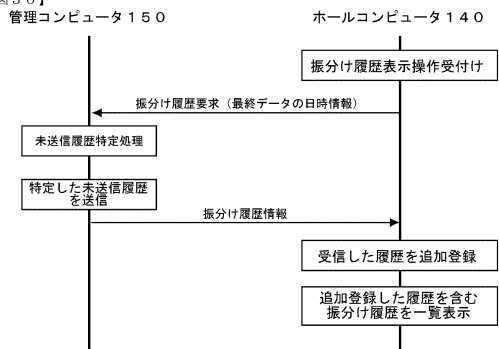 管理コンピュータ１５０
ホールコンピュータ１４０
振分け履歴表示操作受付け
振分け履歴要求（最終データの日時情報）
未送信履歴特定処理
特定した未送信履歴
を送信
振分け履歴情報
受信した履歴を追加登録
追加登録した履歴を含む
振分け履歴を一覧表示